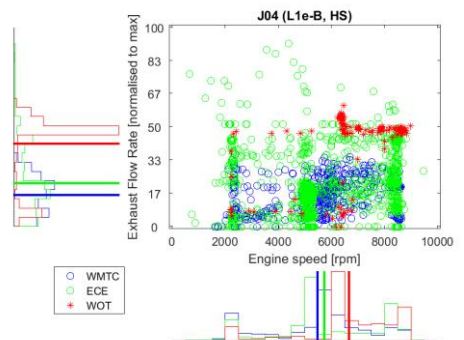 J04 (L1e-B, HS)
Exhaust Flow Rate [normalised to max]
100
83
67
50
33
17
0
0 2000 4000 6000 8000 10000
Engine speed [rpm]
WMTC
ECE
WOT